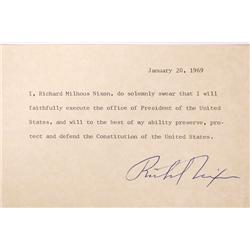 January 20, 1969
I, Richard Milhous Nixon, do solemnly swear that I will
faithfully execute the office of President of the United
States, and will to the best of my ability preserve, pro-
tect and defend the Constitution of the United States.
Richard Nixon